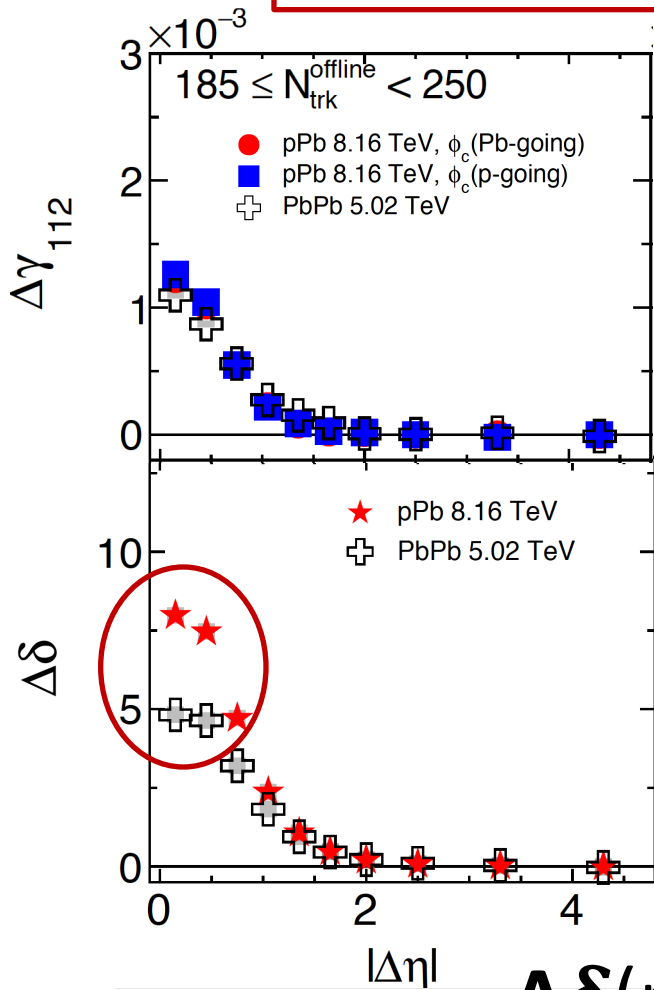 ×10⁻³
3
185 ≤ N_trk^offline < 250
pPb 8.16 TeV, ϕ_c(Pb-going)
pPb 8.16 TeV, ϕ_c(p-going)
PbPb 5.02 TeV
2
Δγ₁₁₂
1
0
pPb 8.16 TeV
PbPb 5.02 TeV
10
Δδ
5
0
0 2 4
|Δη|